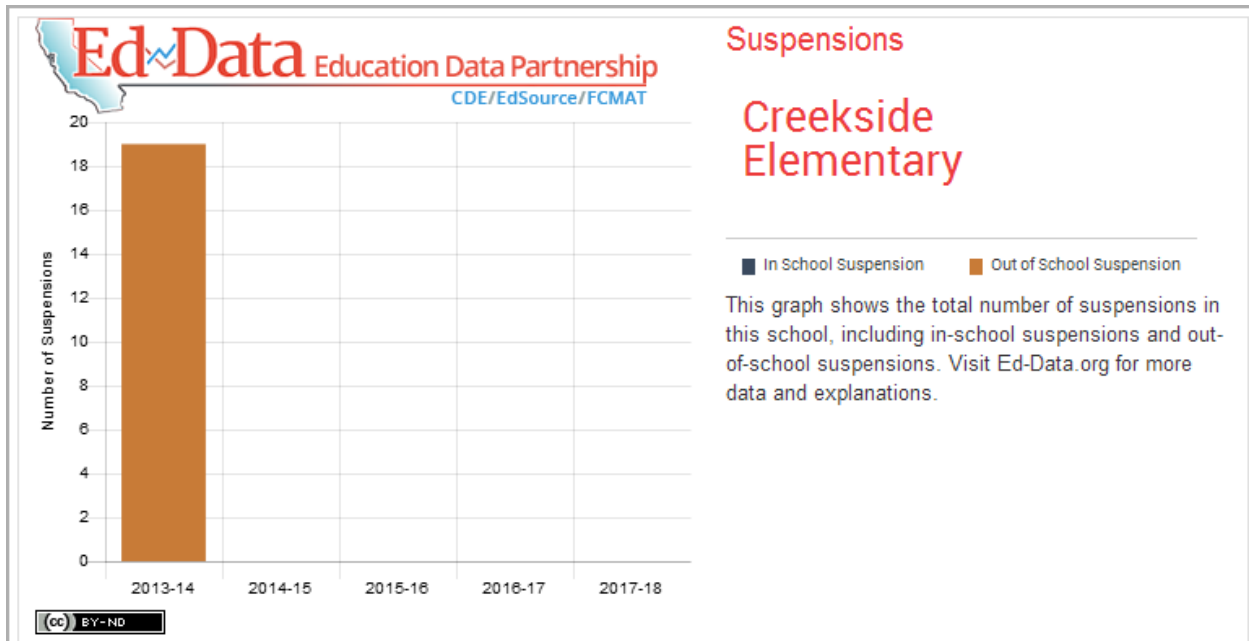 Ed Data Education Data Partnership
CDE/EdSource/FCMAT
Suspensions
Creekside
Elementary
In School Suspension
Out of School Suspension
This graph shows the total number of suspensions in
this school, including in-school suspensions and out-
of-school suspensions. Visit Ed-Data.org for more
data and explanations.
Number of Suspensions
20
18
16
14
12
10
8
6
4
2
0
2013-14 2014-15 2015-16 2016-17 2017-18
(cc) BY-ND